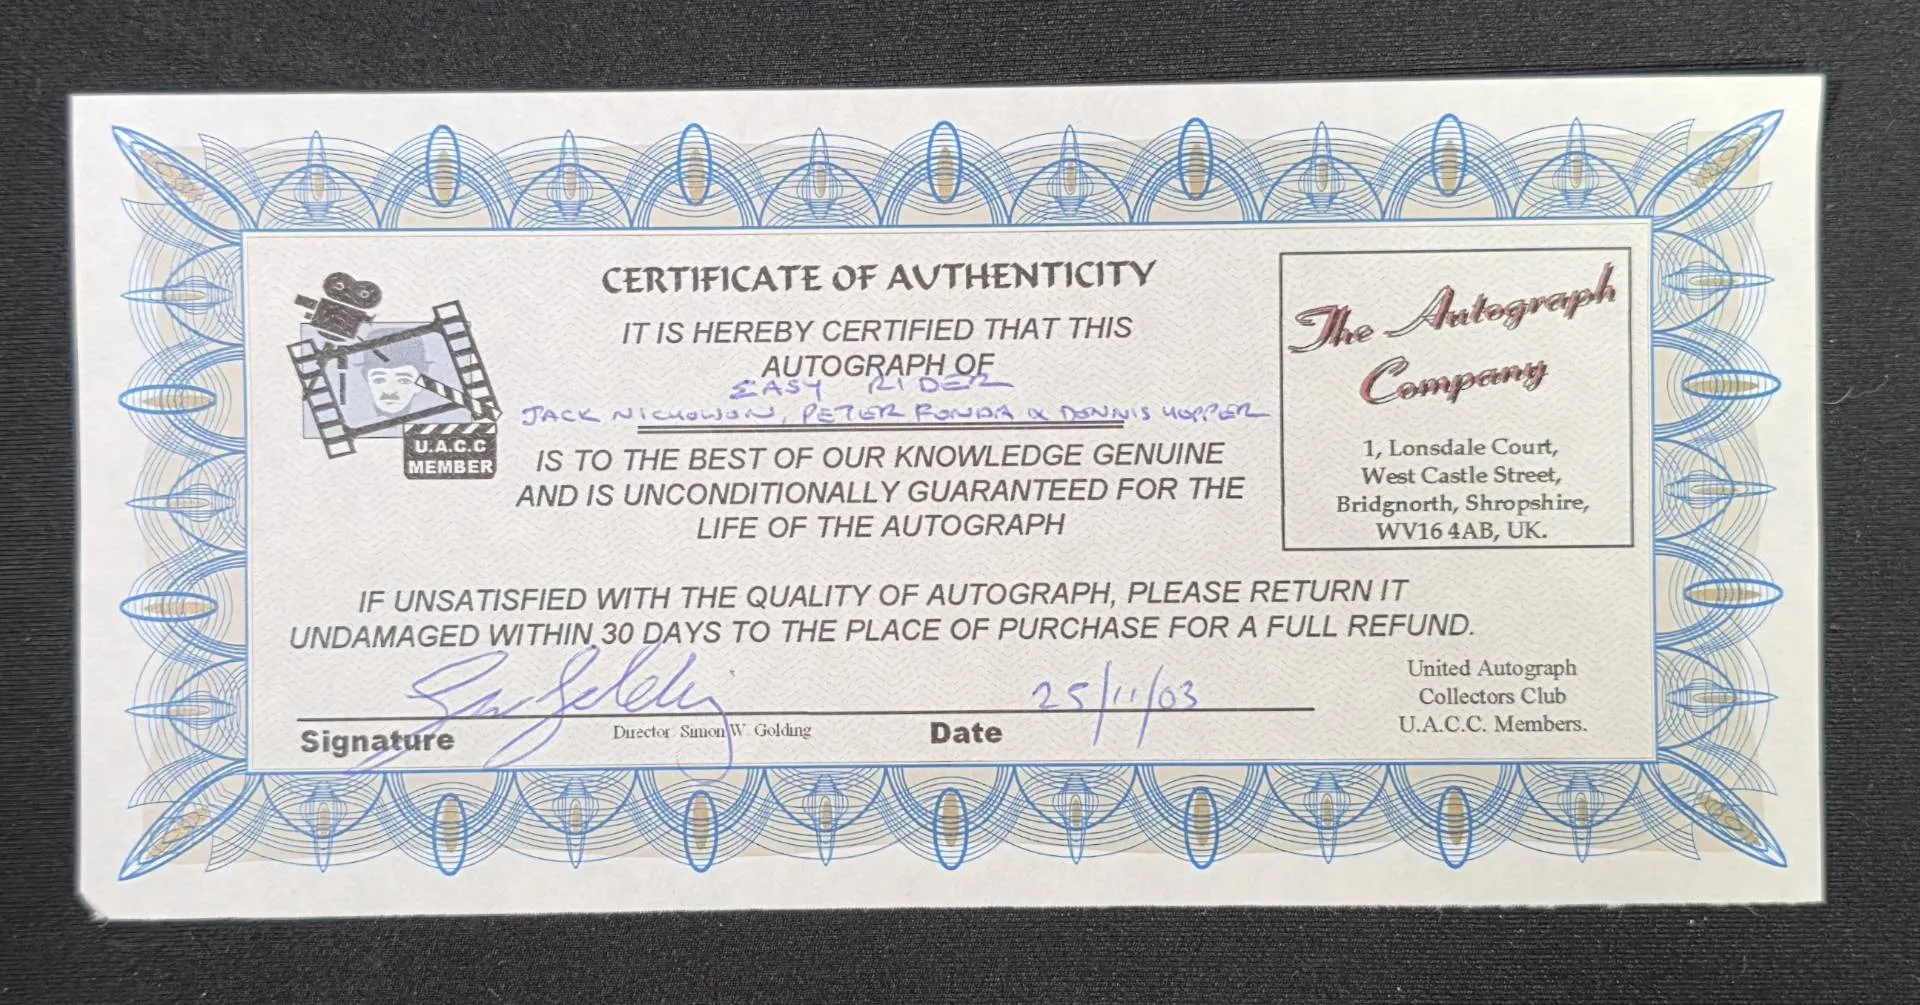 CERTIFICATE OF AUTHENTICITY
IT IS HEREBY CERTIFIED THAT THIS
AUTOGRAPH OF
EASY RIDER
JACK NICHOLSON, PETER FONDA & DENNIS HOPPER
IS TO THE BEST OF OUR KNOWLEDGE GENUINE
AND IS UNCONDITIONALLY GUARANTEED FOR THE
LIFE OF THE AUTOGRAPH
IF UNSATISFIED WITH THE QUALITY OF AUTOGRAPH, PLEASE RETURN IT
UNDAMAGED WITHIN 30 DAYS TO THE PLACE OF PURCHASE FOR A FULL REFUND.
U.A.C.C
MEMBER
The Autograph
Company
1, Lonsdale Court,
West Castle Street,
Bridgnorth, Shropshire,
WV16 4AB, UK.
25/11/03
Signature
Director: Simon W. Golding
Date
United Autograph
Collectors Club
U.A.C.C. Members.